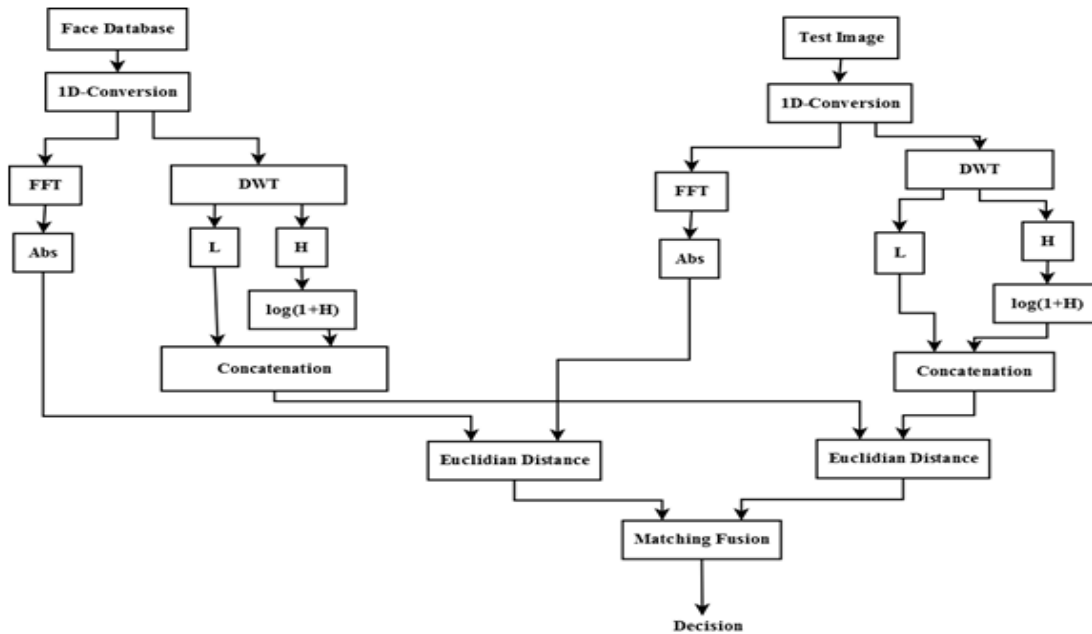 Face Database
Test Image
1D-Conversion
1D-Conversion
FFT
DWT
FFT
DWT
L
H
L
H
Abs
Abs
log(1+H)
log(1+H)
Concatenation
Concatenation
Euclidian Distance
Euclidian Distance
Matching Fusion
Decision